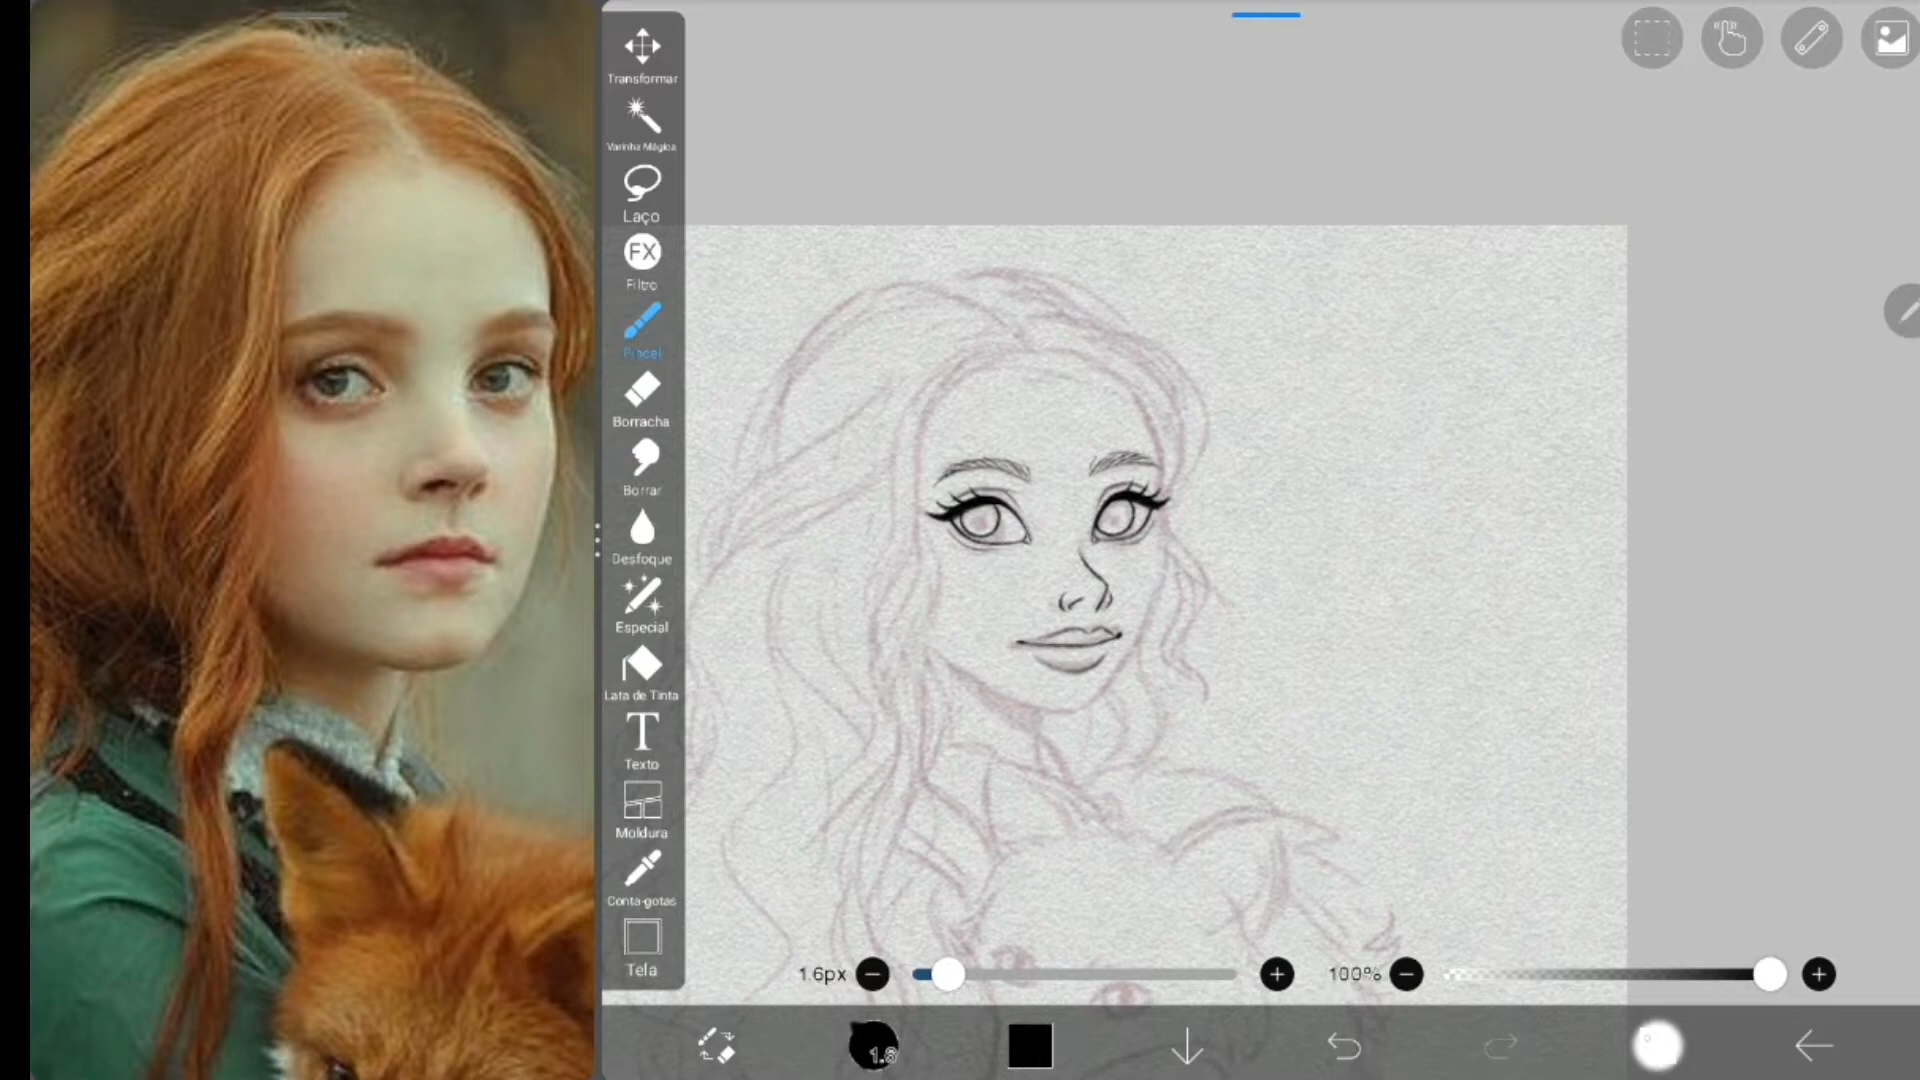 Transformar
Varinha Mágica
Laço
FX
Filtro
Pincel
Borracha
Borrar
Desfoque
Especial
Lata de Tinta
T
Texto
Moldura
Conta-gotas
Tela
1.6px
100%
1.8